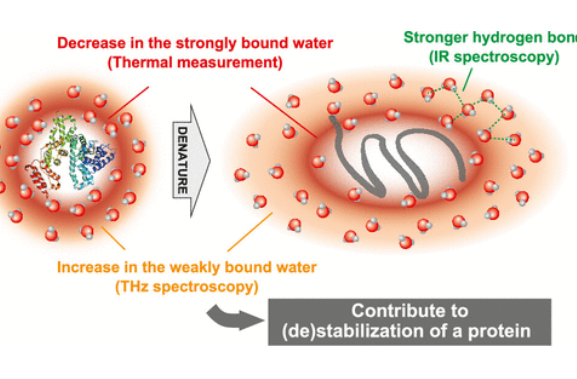 Decrease in the strongly bound water
(Thermal measurement)
Stronger hydrogen bond
(IR spectroscopy)
DENATURE
Increase in the weakly bound water
(THz spectroscopy)
Contribute to
(de)stabilization of a protein